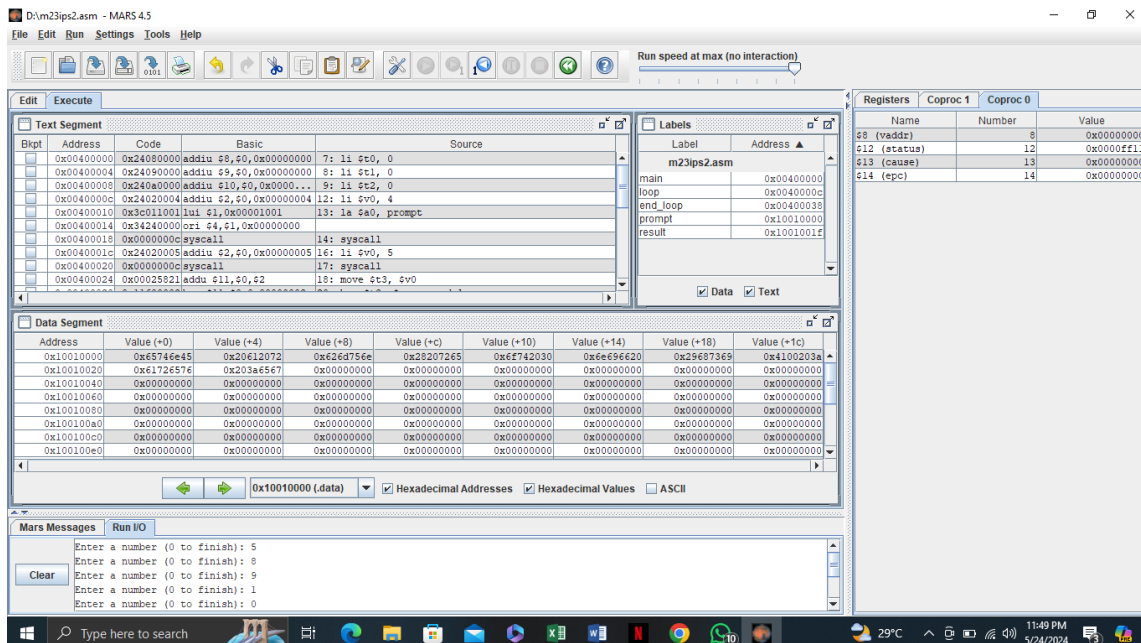 D:\m23ips2.asm - MARS 4.5
File Edit Run Settings Tools Help
Run speed at max (no interaction)
Edit Execute
Text Segment
Bkpt Address Code Basic Source
0x00400000 0x24080000 addiu $8,$0,0x00000000 7: li $t0, 0
0x00400004 0x24090000 addiu $9,$0,0x00000000 8: li $t1, 0
0x00400008 0x240a0000 addiu $10,$0,0x0000... 9: li $t2, 0
0x0040000c 0x24020004 addiu $2,$0,0x00000004 12: li $v0, 4
0x00400010 0x3c011001 lui $1,0x00001001 13: la $a0, prompt
0x00400014 0x34240000 ori $4,$1,0x00000000
0x00400018 0x0000000c syscall 14: syscall
0x0040001c 0x24020005 addiu $2,$0,0x00000005 16: li $v0, 5
0x00400020 0x0000000c syscall 17: syscall
0x00400024 0x00025821 addu $11,$0,$2 18: move $t3, $v0
Labels
Label Address ▲
m23ips2.asm
main 0x00400000
loop 0x0040000c
end_loop 0x00400038
prompt 0x10010000
result 0x1001001f
Data Text
Registers Coproc 1 Coproc 0
Name Number Value
$8 (vaddr) 8 0x00000000
$12 (status) 12 0x0000ff11
$13 (cause) 13 0x00000000
$14 (epc) 14 0x00000000
Data Segment
Address Value (+0) Value (+4) Value (+8) Value (+c) Value (+10) Value (+14) Value (+18) Value (+1c)
0x10010000 0x65746e45 0x20612072 0x626d756e 0x28207265 0x6f742030 0x6e696620 0x29687369 0x4100203a
0x10010020 0x61726576 0x203a6567 0x00000000 0x00000000 0x00000000 0x00000000 0x00000000 0x00000000
0x10010040 0x00000000 0x00000000 0x00000000 0x00000000 0x00000000 0x00000000 0x00000000 0x00000000
0x10010060 0x00000000 0x00000000 0x00000000 0x00000000 0x00000000 0x00000000 0x00000000 0x00000000
0x10010080 0x00000000 0x00000000 0x00000000 0x00000000 0x00000000 0x00000000 0x00000000 0x00000000
0x100100a0 0x00000000 0x00000000 0x00000000 0x00000000 0x00000000 0x00000000 0x00000000 0x00000000
0x100100c0 0x00000000 0x00000000 0x00000000 0x00000000 0x00000000 0x00000000 0x00000000 0x00000000
0x100100e0 0x00000000 0x00000000 0x00000000 0x00000000 0x00000000 0x00000000 0x00000000 0x00000000
0x10010000 (.data) Hexadecimal Addresses Hexadecimal Values ASCII
Mars Messages Run I/O
Clear
Enter a number (0 to finish): 5
Enter a number (0 to finish): 8
Enter a number (0 to finish): 9
Enter a number (0 to finish): 1
Enter a number (0 to finish): 0
Type here to search
29°C
11:49 PM
5/24/2024